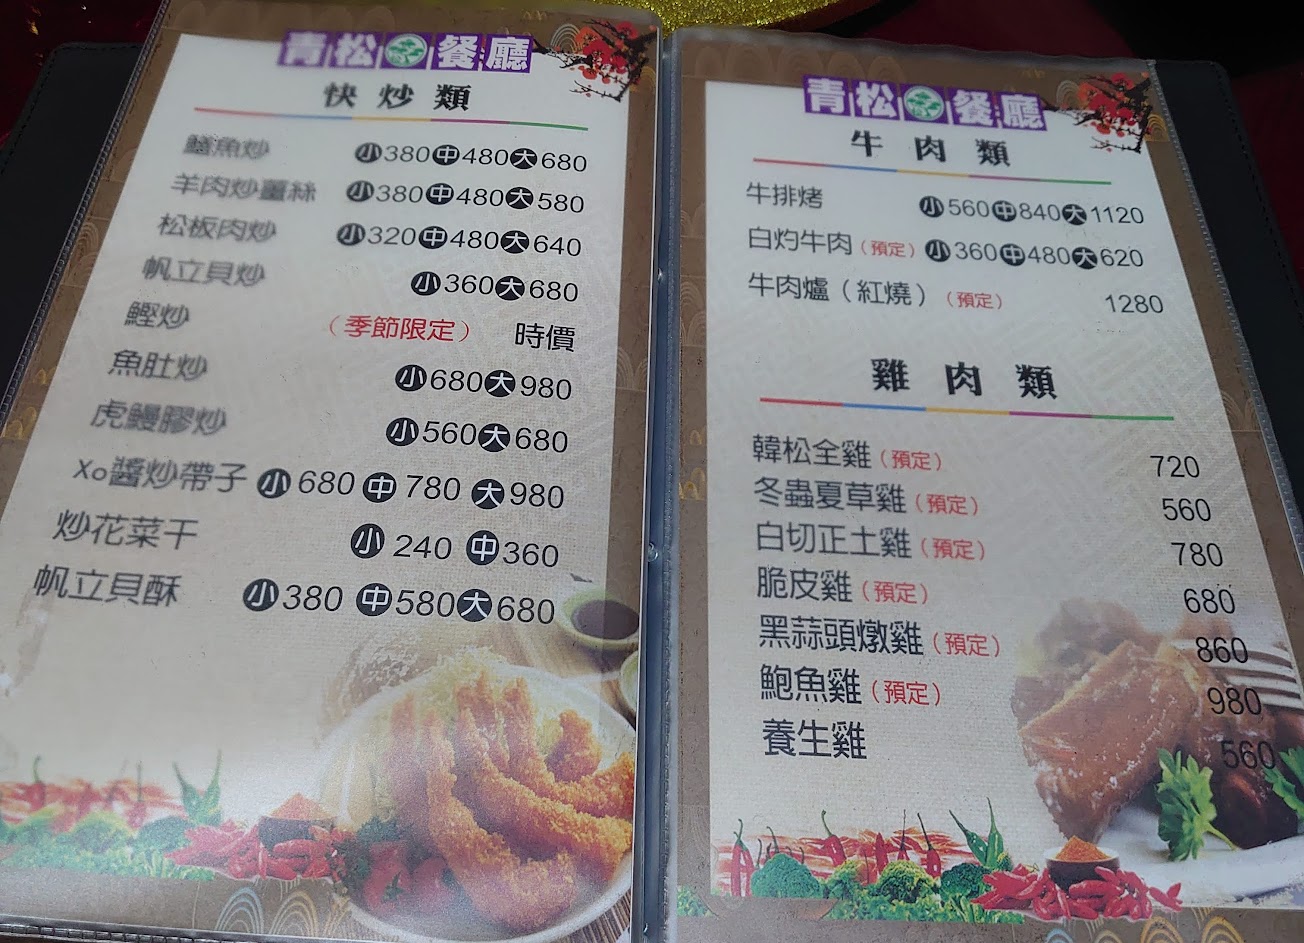 青松餐廳
快炒類
鱔魚炒 小380中480大680
羊肉炒薑絲 小380中480大580
松板肉炒 小320中480大640
帆立貝炒 小360大680
鰹炒 （季節限定） 時價
魚肚炒 小680大980
虎鰻膠炒 小560大680
Xo醬炒帶子 小680中780大980
炒花菜干 小240中360
帆立貝酥 小380中580大680
青松餐廳
牛肉類
牛排烤 小560中840大1120
白灼牛肉（預定） 小360中480大620
牛肉爐（紅燒）（預定） 1280
雞肉類
韓松全雞（預定） 720
冬蟲夏草雞（預定） 560
白切正土雞（預定） 780
脆皮雞（預定） 680
黑蒜頭燉雞（預定） 860
鮑魚雞（預定） 980
養生雞 560